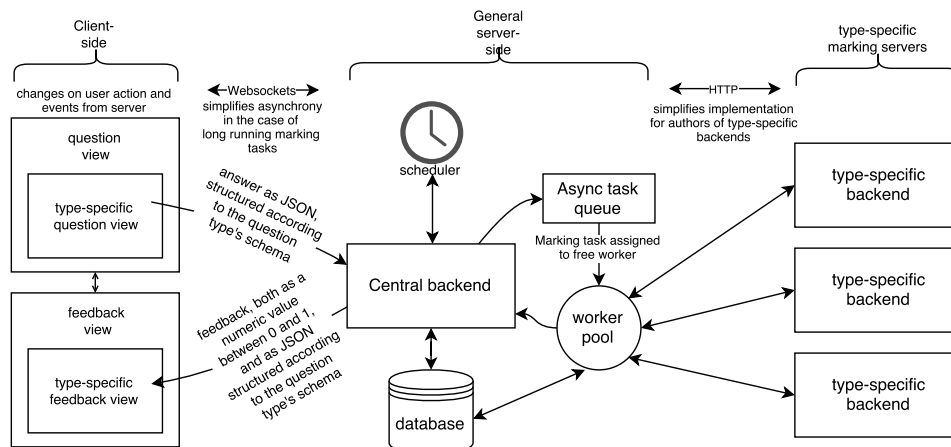 Client-
side
changes on user action and
events from server
question
view
type-specific
question view
feedback
view
type-specific
feedback view
Websockets
simplifies asynchrony
in the case of
long running marking
tasks
answer as JSON,
structured according
to the question
type's schema
feedback, both as a
numeric value
between 0 and 1,
and as JSON
structured according
to the question
type's schema
General
server-
side
scheduler
Central backend
database
Async task
queue
Marking task assigned
to free worker
worker
pool
HTTP
simplifies implementation
for authors of type-specific
backends
type-specific
marking servers
type-specific
backend
type-specific
backend
type-specific
backend